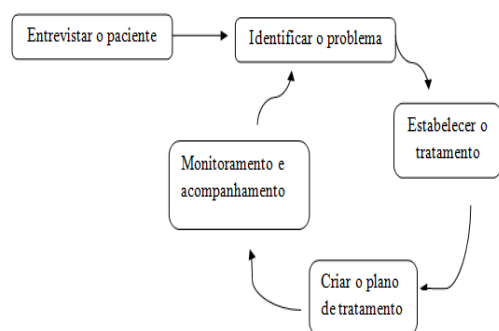 Entrevistar o paciente
Identificar o problema
Estabelecer o
tratamento
Criar o plano
de tratamento
Monitoramento e
acompanhamento